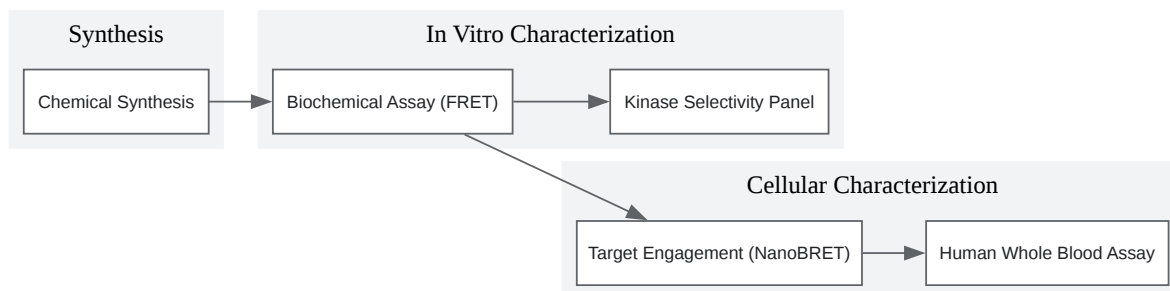 Synthesis
Chemical Synthesis
In Vitro Characterization
Biochemical Assay (FRET)
Kinase Selectivity Panel
Cellular Characterization
Target Engagement (NanoBRET)
Human Whole Blood Assay